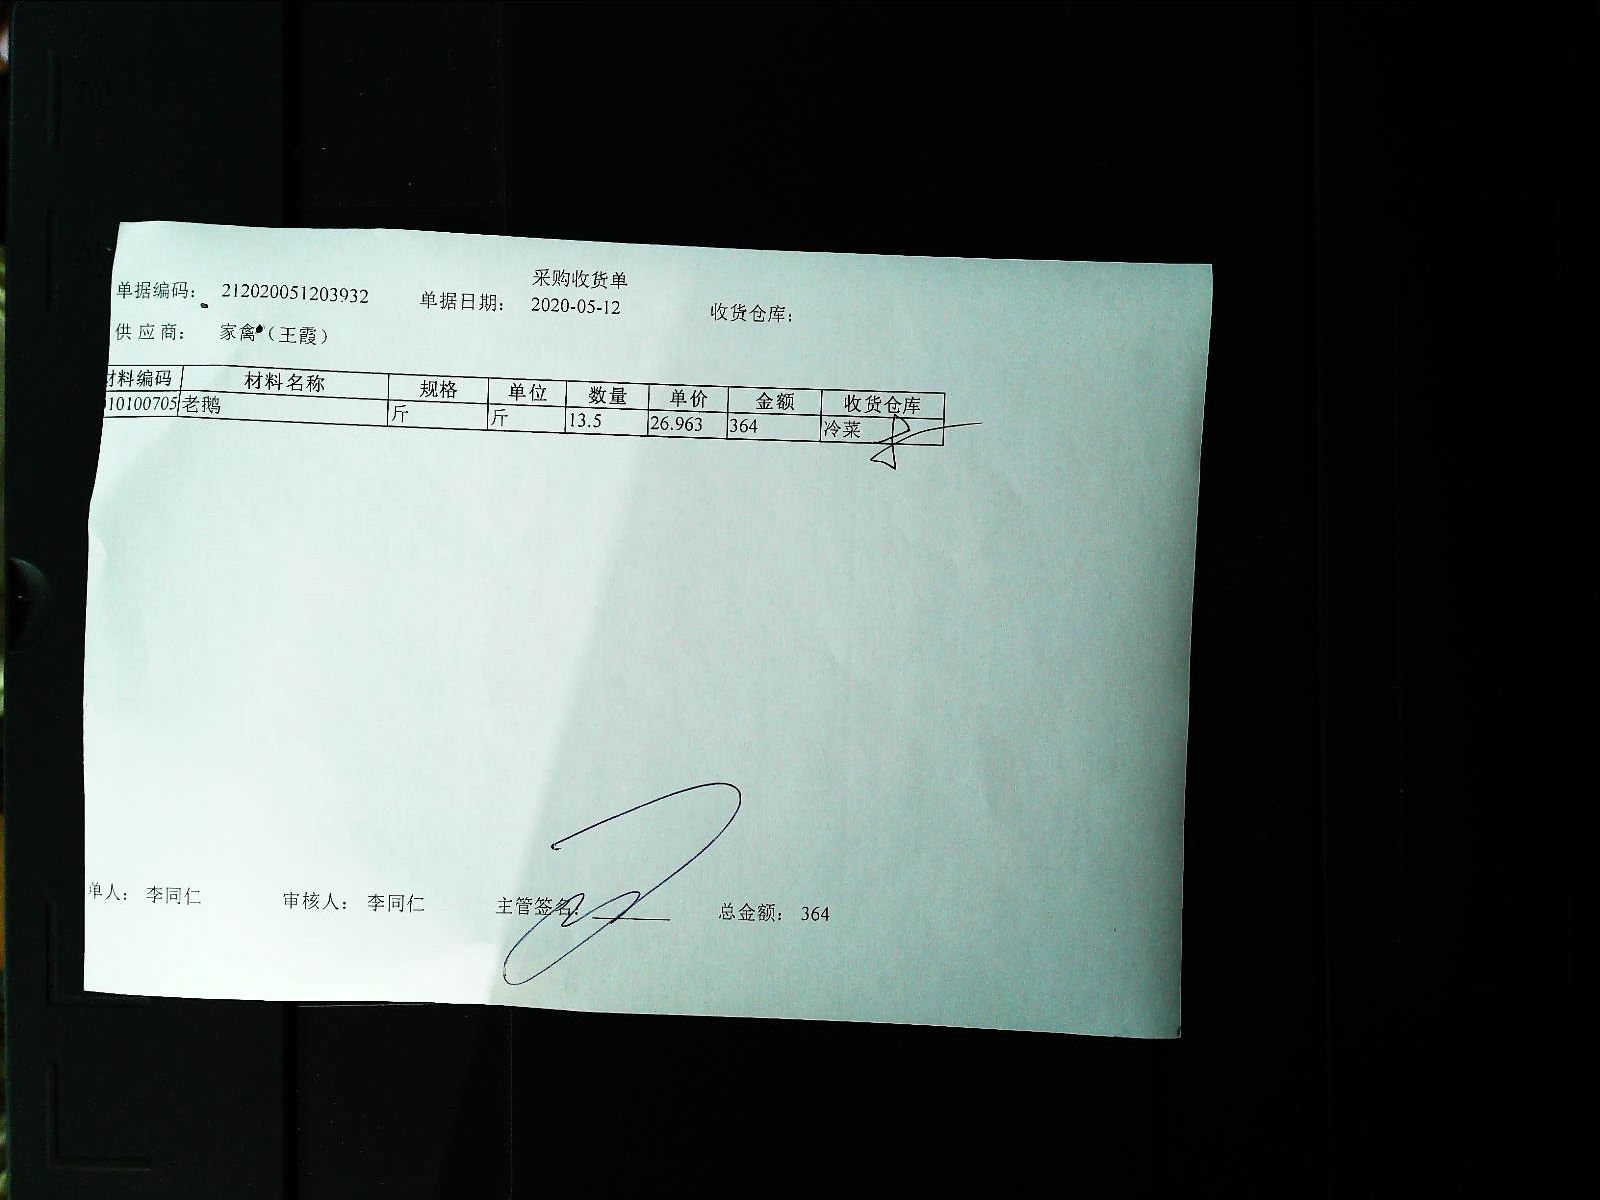 采购收货单
单据编码： 212020051203932 单据日期： 2020-05-12 收货仓库：
供应商： 家禽（王霞）
材料编码 材料名称 规格 单位 数量 单价 金额 收货仓库
10100705 老鹅 斤 斤 13.5 26.963 364 冷菜
单人： 李同仁 审核人： 李同仁 主管签名： 总金额： 364